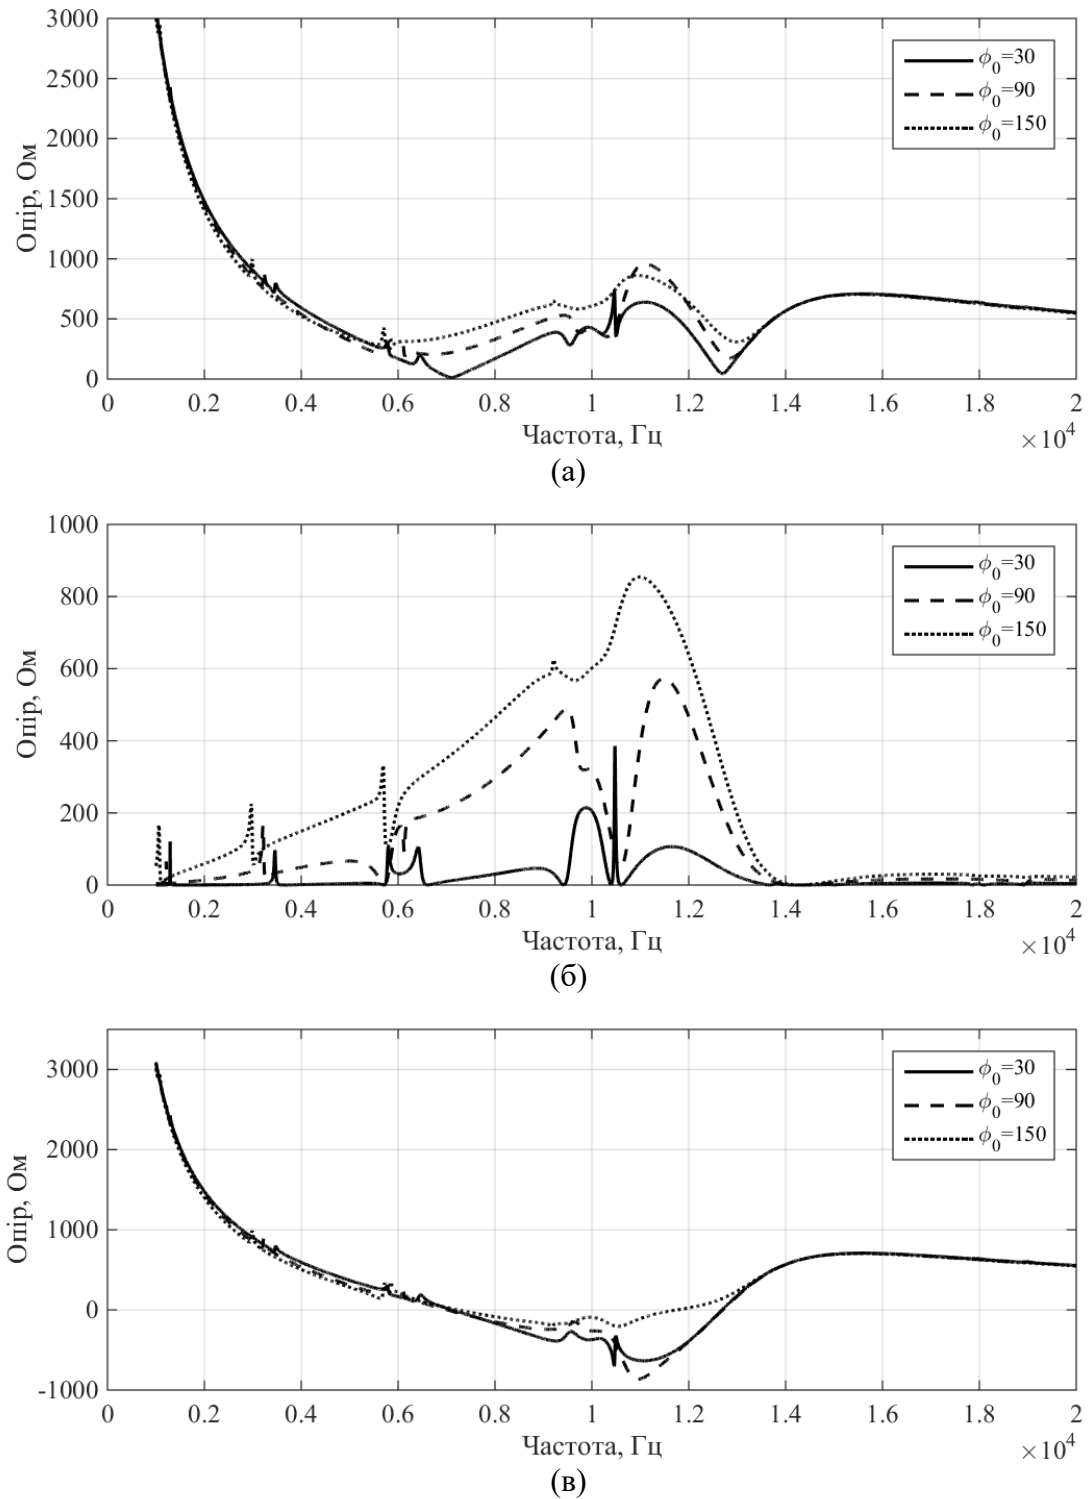 3000
2500
2000
1500
1000
500
0
Опір, Ом
ϕ0=30
ϕ0=90
ϕ0=150
0 0.2 0.4 0.6 0.8 1 1.2 1.4 1.6 1.8 2
Частота, Гц
×10^4
(а)
1000
800
600
400
200
0
Опір, Ом
ϕ0=30
ϕ0=90
ϕ0=150
0 0.2 0.4 0.6 0.8 1 1.2 1.4 1.6 1.8 2
Частота, Гц
×10^4
(б)
3000
2000
1000
0
-1000
Опір, Ом
ϕ0=30
ϕ0=90
ϕ0=150
0 0.2 0.4 0.6 0.8 1 1.2 1.4 1.6 1.8 2
Частота, Гц
×10^4
(в)